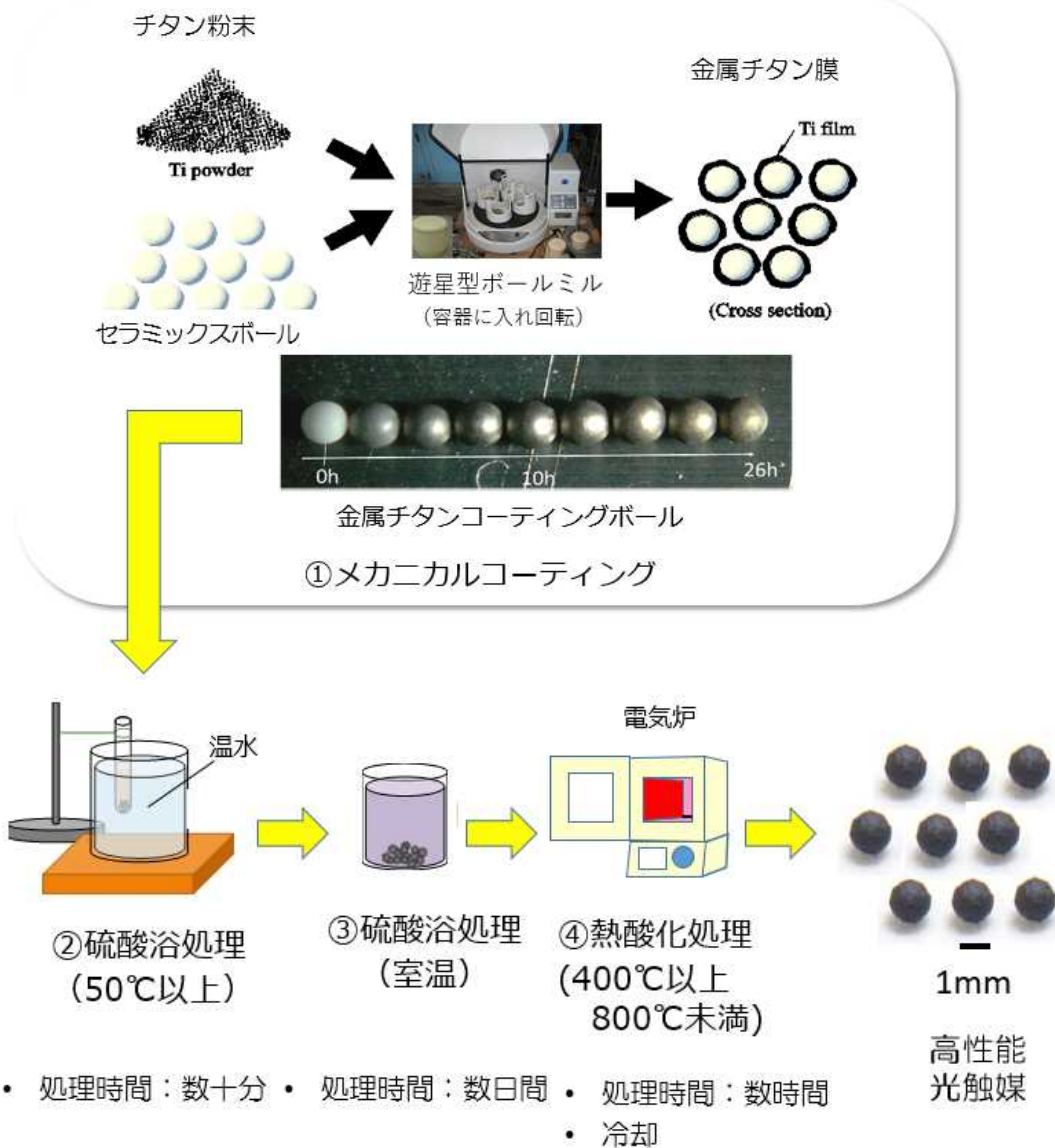 チタン粉末
Ti powder
セラミックスボール
遊星型ボールミル
(容器に入れ回転)
金属チタン膜
Ti film
(Cross section)
0h
10h
26h
金属チタンコーティングボール
①メカニカルコーティング
温水
②硫酸浴処理
(50℃以上)
③硫酸浴処理
(室温)
電気炉
④熱酸化処理
(400℃以上
800℃未満)
1mm
高性能
光触媒
• 処理時間：数十分
• 処理時間：数日間
• 処理時間：数時間
• 冷却